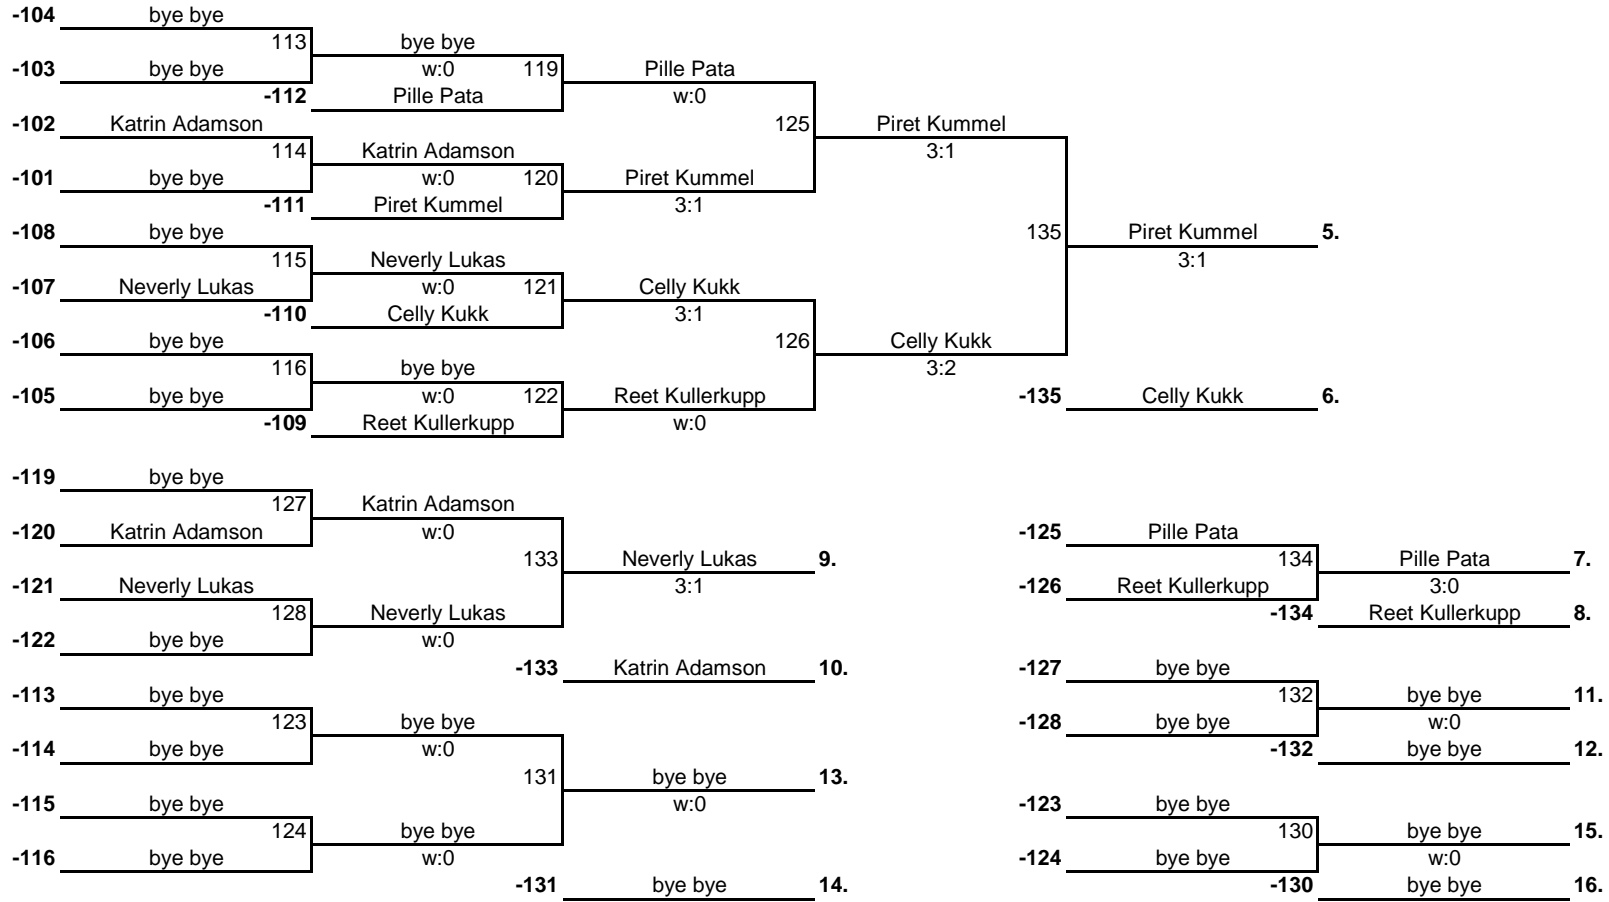 -104 bye bye
113 bye bye
-103 bye bye w:0 119 Pille Pata
-112 Pille Pata w:0
-102 Katrin Adamson 125 Piret Kummel
114 Katrin Adamson 3:1
-101 bye bye w:0 120 Piret Kummel
-111 Piret Kummel 3:1
-108 bye bye 135 Piret Kummel 5.
115 Neverly Lukas 3:1
-107 Neverly Lukas w:0 121 Celly Kukk
-110 Celly Kukk 3:1
-106 bye bye 126 Celly Kukk
116 bye bye 3:2
-105 bye bye w:0 122 Reet Kullerkupp -135 Celly Kukk 6.
-109 Reet Kullerkupp w:0
-119 bye bye
127 Katrin Adamson
-120 Katrin Adamson w:0 -125 Pille Pata
133 Neverly Lukas 9. 134 Pille Pata 7.
-121 Neverly Lukas 3:1 -126 Reet Kullerkupp 3:0
128 Neverly Lukas -134 Reet Kullerkupp 8.
-122 bye bye w:0
-133 Katrin Adamson 10. -127 bye bye
-113 bye bye 132 bye bye 11.
123 bye bye -128 bye bye w:0
-114 bye bye w:0 -132 bye bye 12.
131 bye bye 13.
-115 bye bye w:0 -123 bye bye
124 bye bye 130 bye bye 15.
-116 bye bye w:0 -124 bye bye w:0
-131 bye bye 14. -130 bye bye 16.